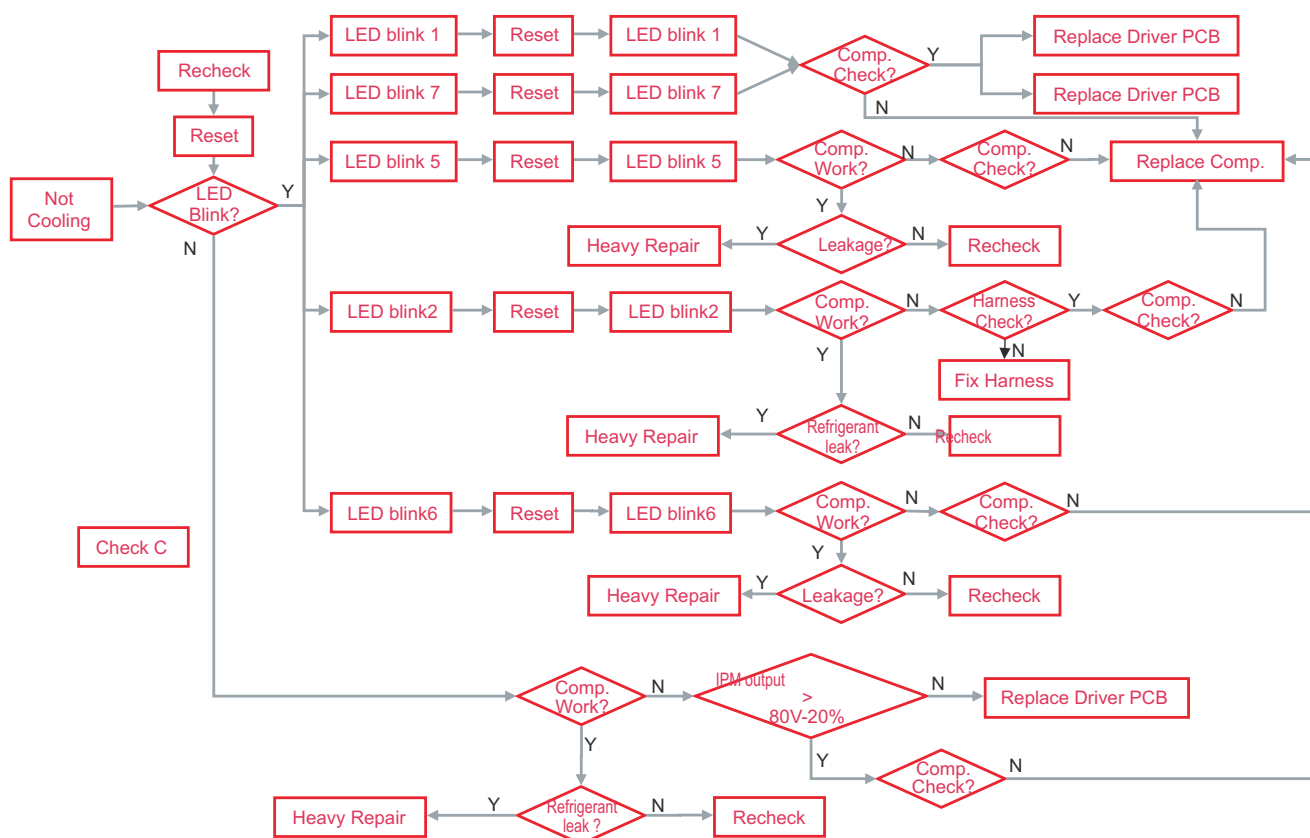 LED blink 1
Reset
LED blink 1
Replace Driver PCB
Comp.
Check?
Y
Recheck
LED blink 7
Reset
LED blink 7
Replace Driver PCB
N
Reset
LED blink 5
Reset
LED blink 5
Comp.
Work?
N
Comp.
Check?
N
Replace Comp.
Not
Cooling
LED
Blink?
Y
N
Y
Heavy Repair
Y
Leakage?
N
Recheck
LED blink2
Reset
LED blink2
Comp.
Work?
N
Harness
Check?
Y
Comp.
Check?
N
Y
N
Fix Harness
Heavy Repair
Y
Refrigerant
leak?
N
Recheck
LED blink6
Reset
LED blink6
Comp.
Work?
N
Comp.
Check?
N
Check C
Y
Heavy Repair
Y
Leakage?
N
Recheck
Comp.
Work?
N
IPM output
>
80V-20%
N
Replace Driver PCB
Y
Y
Comp.
Check?
N
Heavy Repair
Y
Refrigerant
leak ?
N
Recheck